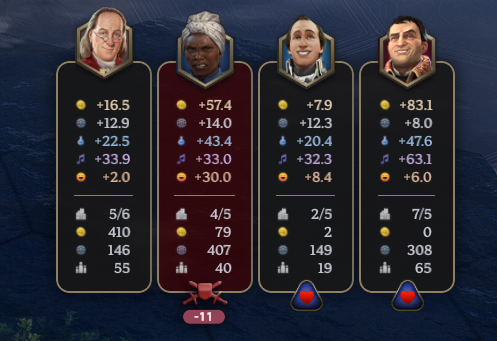 +16.5 +57.4 +7.9 +83.1
+12.9 +14.0 +12.3 +8.0
+22.5 +43.4 +20.4 +47.6
+33.9 +33.0 +32.3 +63.1
+2.0 +30.0 +8.4 +6.0
5/6 4/5 2/5 7/5
410 79 2 0
146 407 149 308
55 40 19 65
-11